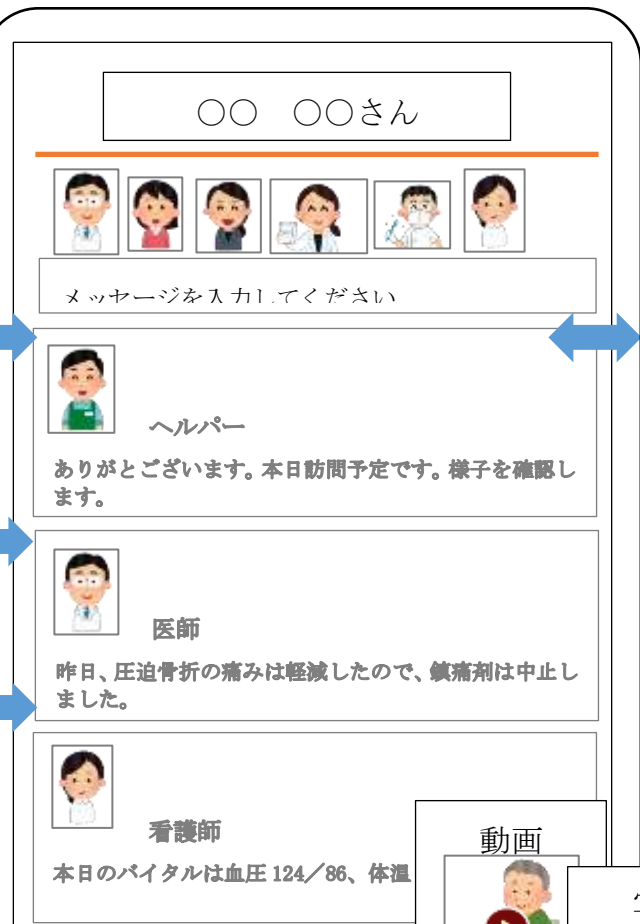 ○○　○○さん
メッセージを入力してください
ヘルパー
ありがとございます。本日訪問予定です。様子を確認し
ます。
医師
昨日、圧迫骨折の痛みは軽減したので、鎮痛剤は中止し
ました。
看護師
本日のバイタルは血圧 124／86、体温
動画